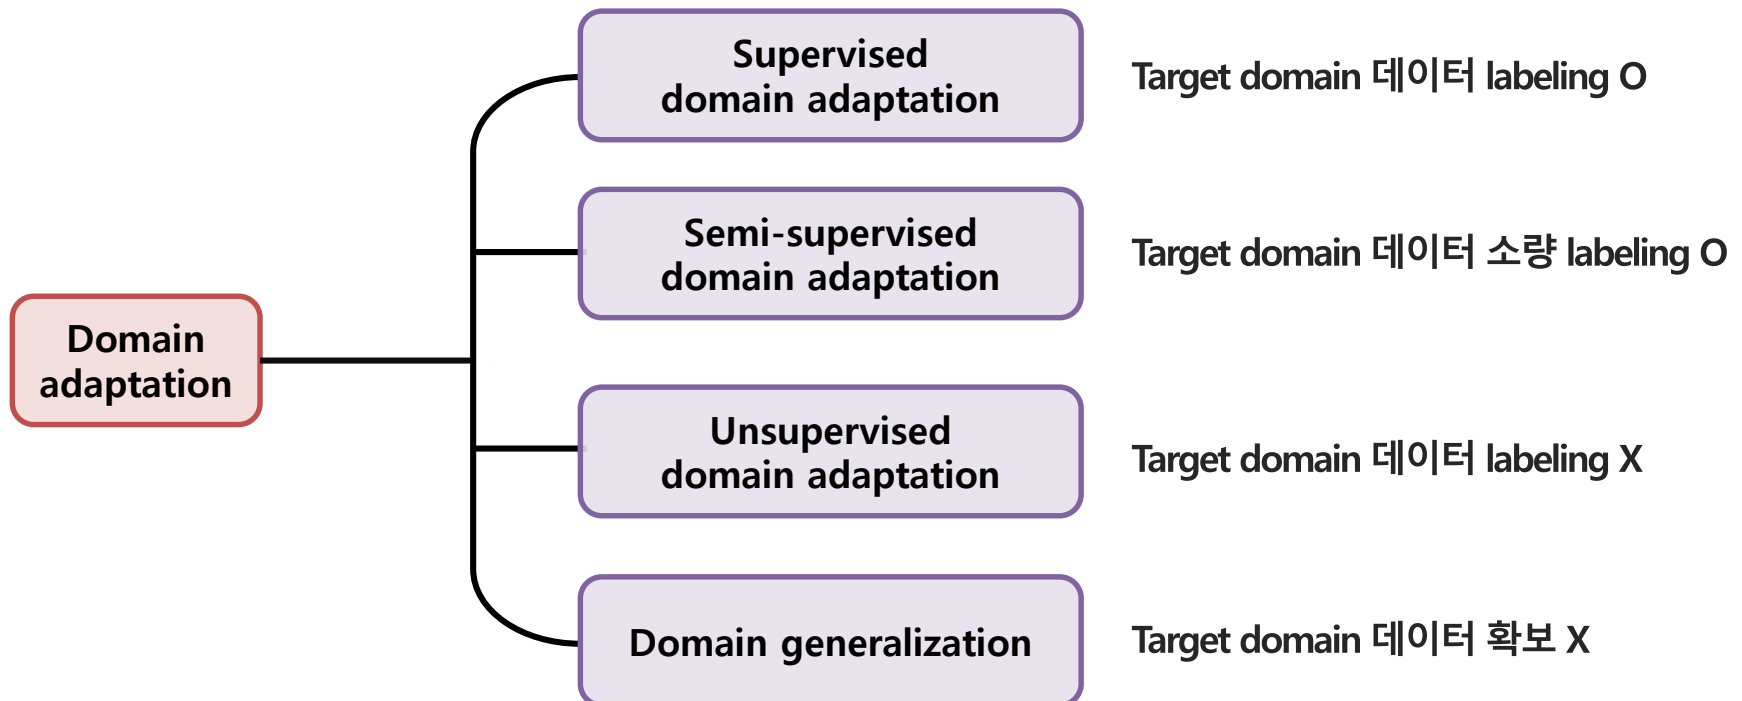 Supervised
domain adaptation
Target domain 데이터 labeling O
Semi-supervised
domain adaptation
Target domain 데이터 소량 labeling O
Domain
adaptation
Unsupervised
domain adaptation
Target domain 데이터 labeling X
Domain generalization
Target domain 데이터 확보 X